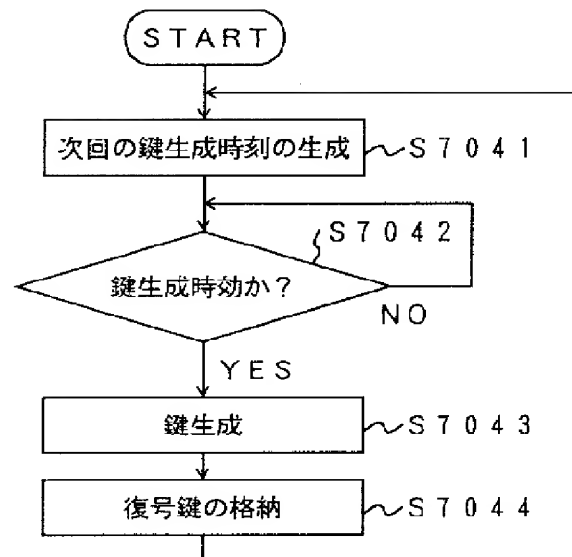 START
次回の鍵生成時刻の生成
S7041
S7042
鍵生成時効か？
NO
YES
鍵生成
S7043
復号鍵の格納
S7044